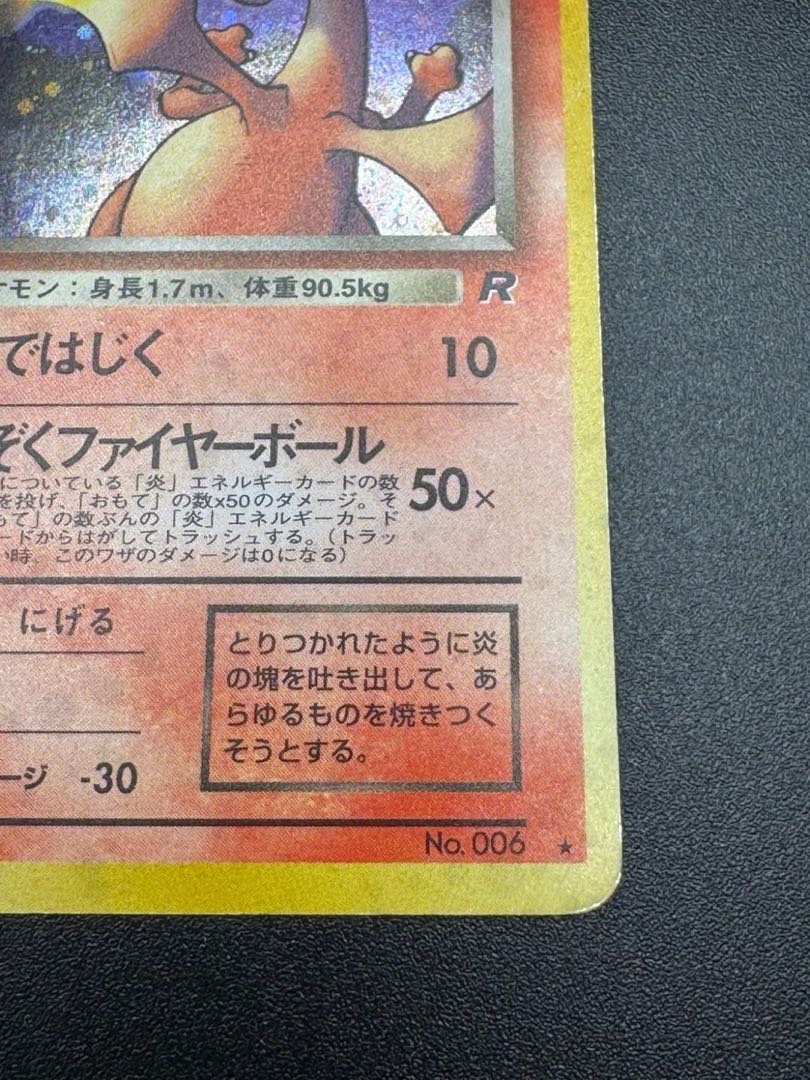 ケモン：身長1.7m、体重90.5kg R
ではじく 10
ぞくファイヤーボール
についている「炎」エネルギーカードの数
を投げ、「おもて」の数x50のダメージ。そ
もて」の数ぶんの「炎」エネルギーカード
ードからはがしてトラッシュする。（トラッ
い時、このワザのダメージは0になる）
50×
にげる
ージ -30
とりつかれたように炎
の塊を吐き出して、あ
らゆるものを焼きつく
そうとする。
No. 006 ★